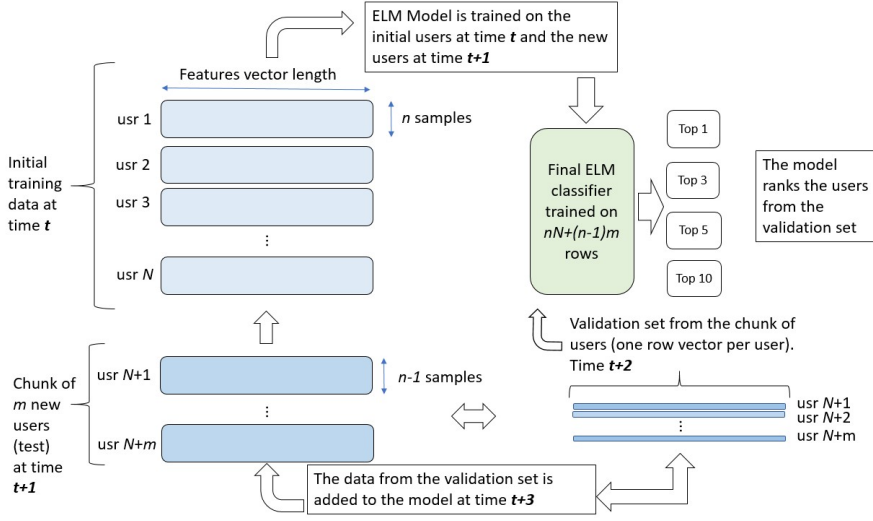 ELM Model is trained on the
initial users at time t and the new
users at time t+1
Features vector length
usr 1
n samples
usr 2
usr 3
⋮
usr N
Initial
training
data at
time t
Final ELM
classifier
trained on
nN+(n-1)m
rows
Top 1
Top 3
Top 5
Top 10
The model
ranks the users
from the
validation set
Validation set from the chunk of
users (one row vector per user).
Time t+2
usr N+1
n-1 samples
⋮
usr N+m
Chunk of
m new
users
(test)
at time
t+1
usr N+1
usr N+2
⋮
usr N+m
The data from the validation set is
added to the model at time t+3